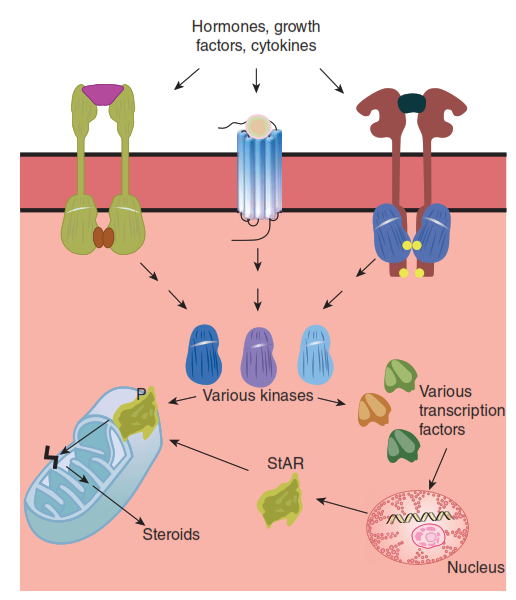 Hormones, growth
factors, cytokines
P
Various kinases
Various
transcription
factors
StAR
Steroids
Nucleus